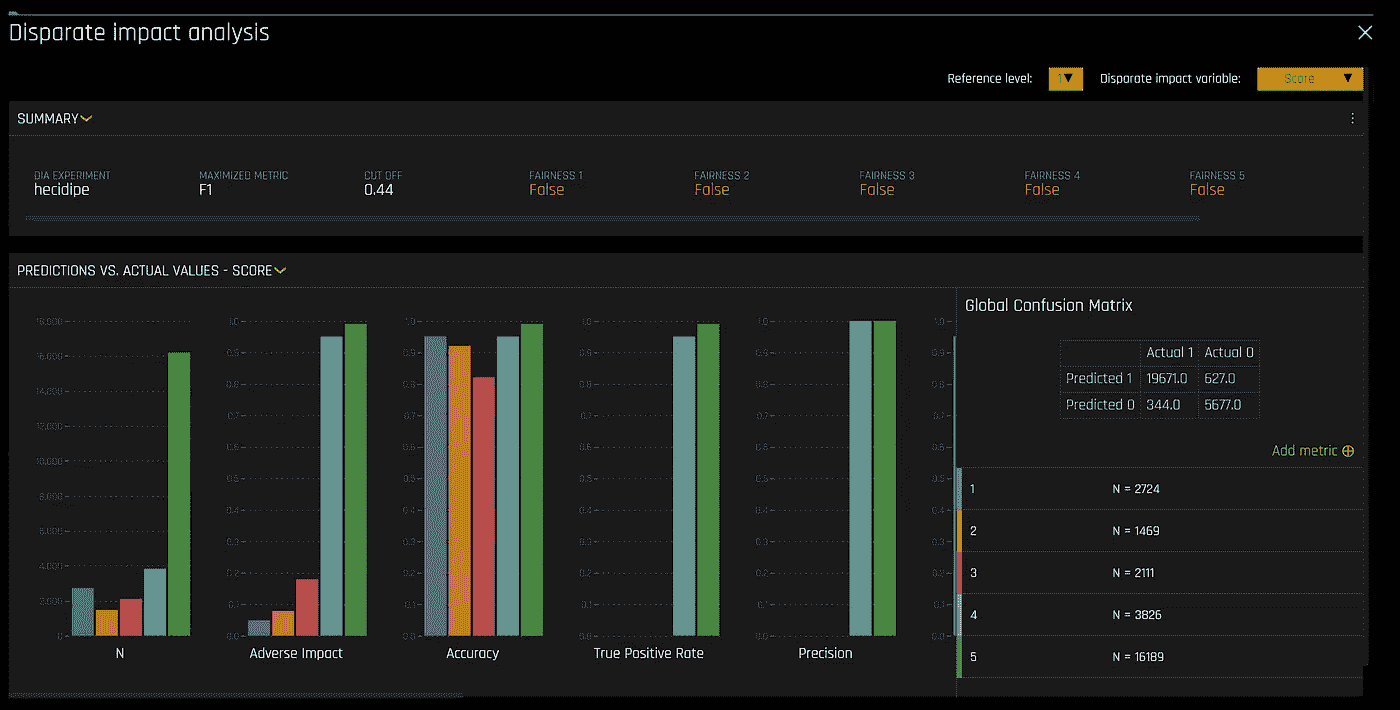 Disparate impact analysis
Reference level: 1 Disparate impact variable: Score
SUMMARY
DIA EXPERIMENT MAXIMIZED METRIC CUT OFF FAIRNESS 1 FAIRNESS 2 FAIRNESS 3 FAIRNESS 4 FAIRNESS 5
hecidipe F1 0.44 False False False False False
PREDICTIONS VS. ACTUAL VALUES - SCORE
18,000 1.0 1.0 1.0 1.0 1.0
16,000 0.9 0.9 0.9 0.9 0.9
14,000 0.8 0.8 0.8 0.8 0.8
12,000 0.7 0.7 0.7 0.7 0.7
10,000 0.6 0.6 0.6 0.6 0.6
8,000 0.5 0.5 0.5 0.5 0.5
6,000 0.4 0.4 0.4 0.4 0.4
0.3 0.3 0.3 0.3 0.3
4,000 0.2 0.2 0.2 0.2 0.2
2,000 0.1 0.1 0.1 0.1 0.1
0 0.0 0.0 0.0 0.0 0.0
N Adverse Impact Accuracy True Positive Rate Precision
Global Confusion Matrix
Actual 1 Actual 0
Predicted 1 19671.0 627.0
Predicted 0 344.0 5677.0
Add metric
1 N = 2724
2 N = 1469
3 N = 2111
4 N = 3826
5 N = 16189